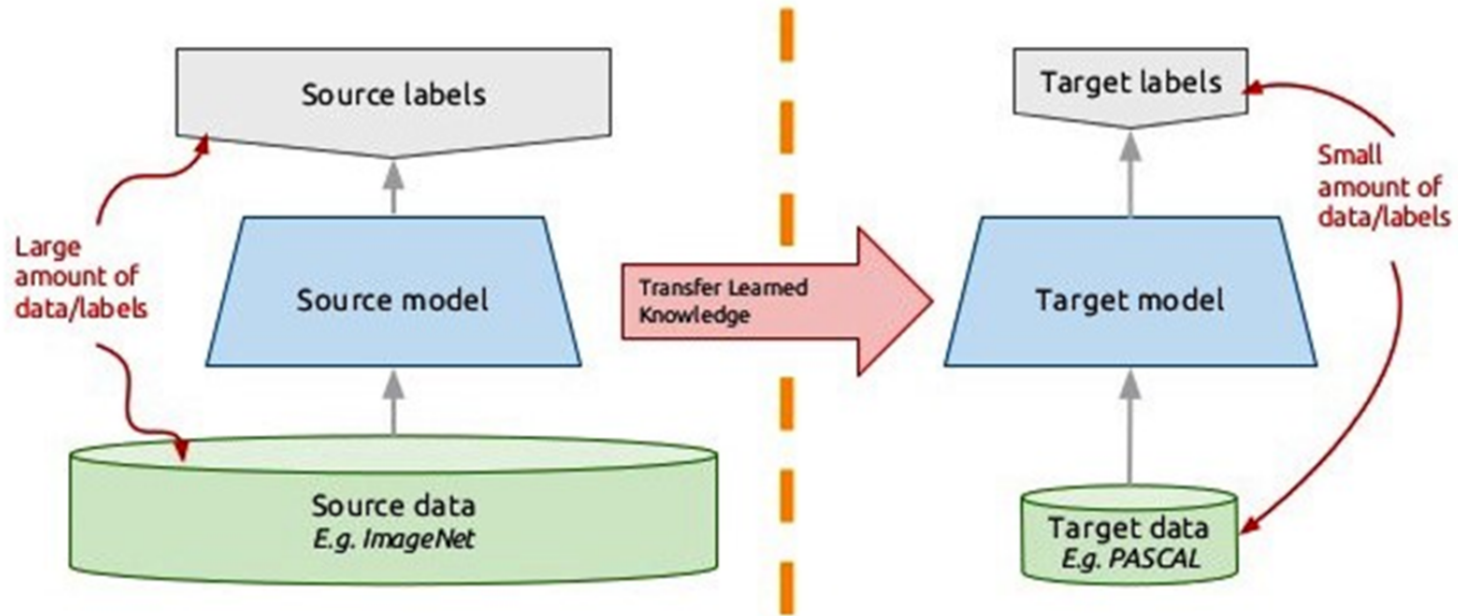 Source labels
Large
amount of
data/labels
Source model
Source data
E.g. ImageNet
Transfer Learned
Knowledge
Target labels
Small
amount of
data/labels
Target model
Target data
E.g. PASCAL